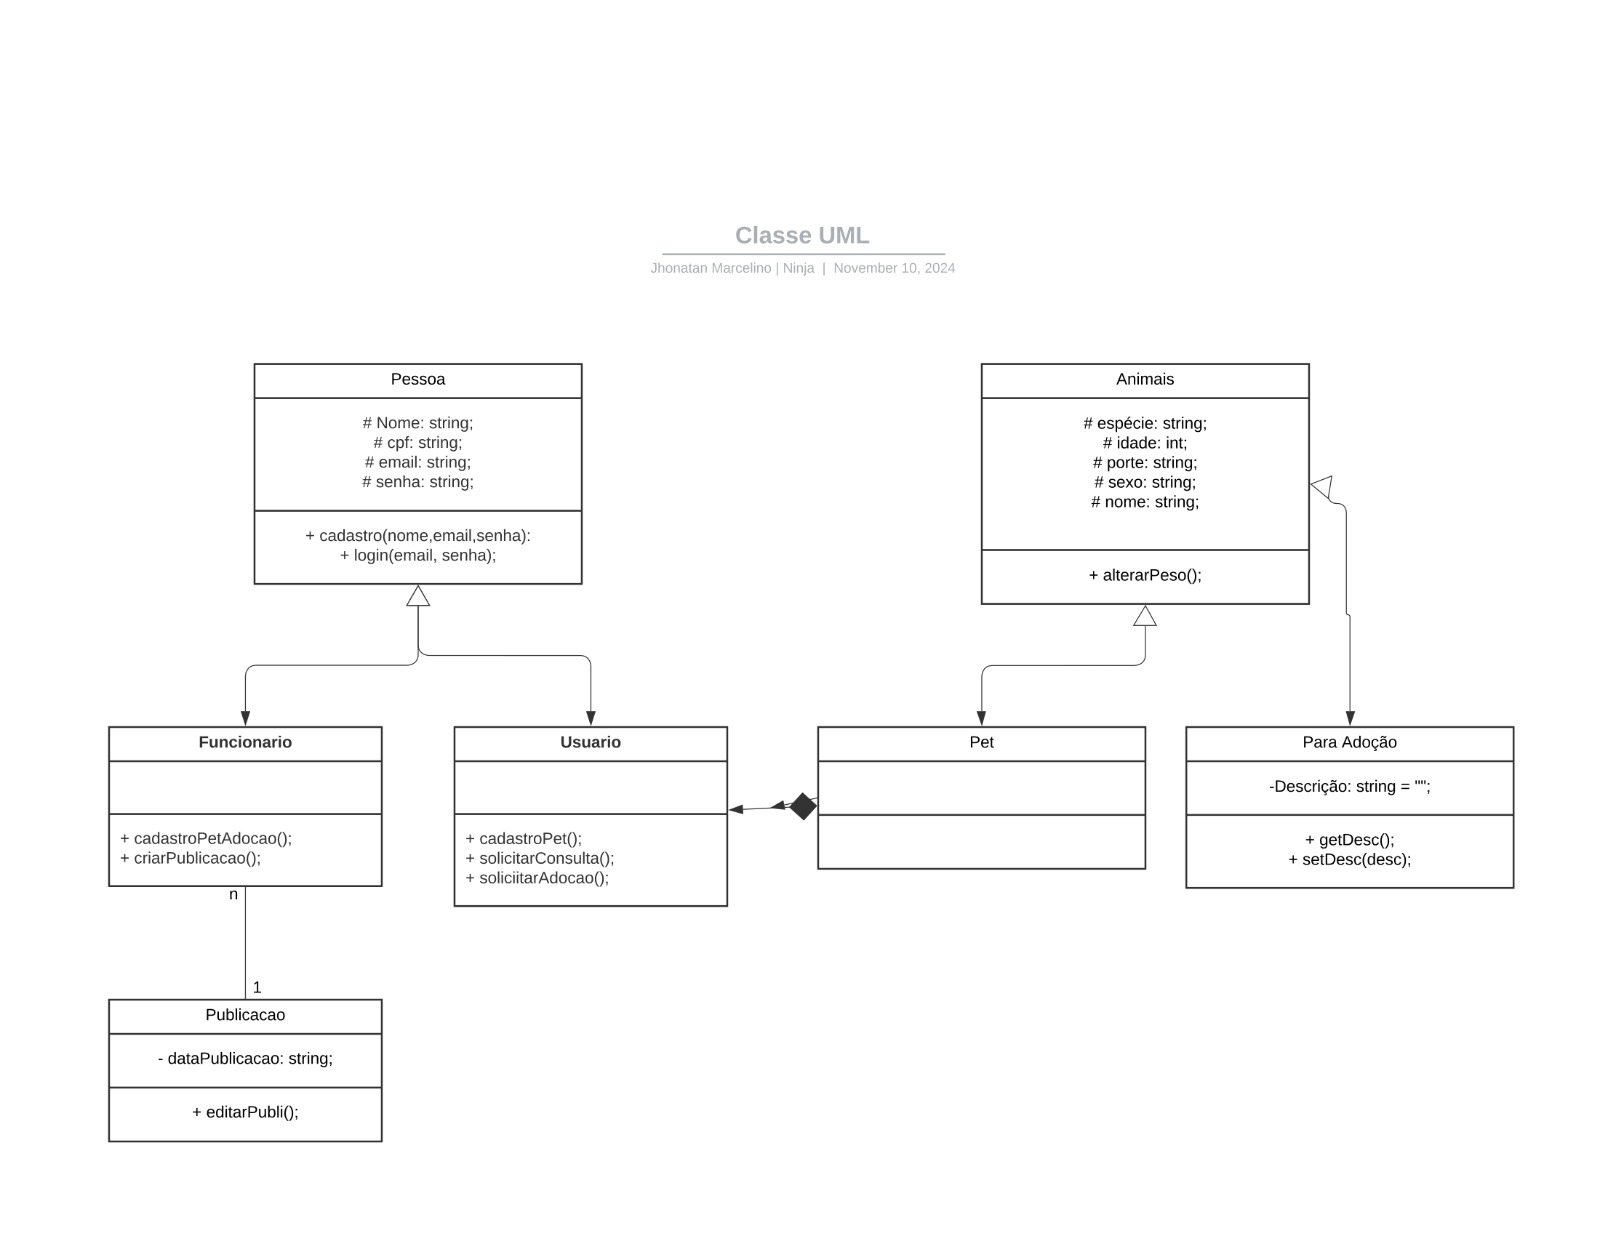 Classe UML
Jhonatan Marcelino | Ninja | November 10, 2024
Pessoa
# Nome: string;
# cpf: string;
# email: string;
# senha: string;
+ cadastro(nome,email,senha):
+ login(email, senha);
Animais
# espécie: string;
# idade: int;
# porte: string;
# sexo: string;
# nome: string;
+ alterarPeso();
Funcionario
+ cadastroPetAdocao();
+ criarPublicacao();
Usuario
+ cadastroPet();
+ solicitarConsulta();
+ soliciitarAdocao();
Pet
Para Adoção
-Descrição: string = "";
+ getDesc();
+ setDesc(desc);
n
1
Publicacao
- dataPublicacao: string;
+ editarPubli();